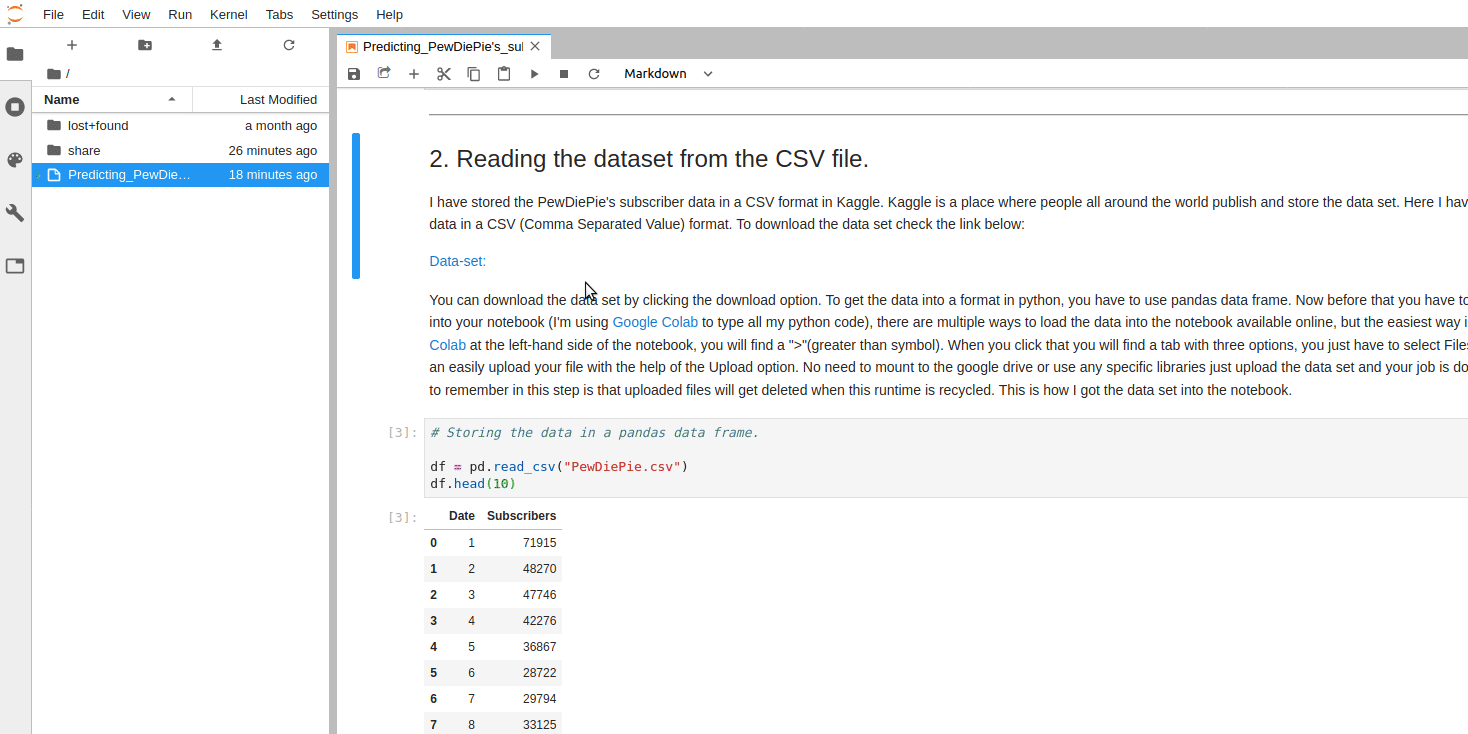 File Edit View Run Kernel Tabs Settings Help
/
Name Last Modified
lost+found a month ago
share 26 minutes ago
Predicting_PewDie… 18 minutes ago
Predicting_PewDiePie's_sul
Markdown
2. Reading the dataset from the CSV file.
I have stored the PewDiePie's subscriber data in a CSV format in Kaggle. Kaggle is a place where people all around the world publish and store the data set. Here I hav
data in a CSV (Comma Separated Value) format. To download the data set check the link below:
Data-set:
You can download the data set by clicking the download option. To get the data into a format in python, you have to use pandas data frame. Now before that you have to
into your notebook (I'm using Google Colab to type all my python code), there are multiple ways to load the data into the notebook available online, but the easiest way i
Colab at the left-hand side of the notebook, you will find a ">"(greater than symbol). When you click that you will find a tab with three options, you just have to select Files
an easily upload your file with the help of the Upload option. No need to mount to the google drive or use any specific libraries just upload the data set and your job is do
to remember in this step is that uploaded files will get deleted when this runtime is recycled. This is how I got the data set into the notebook.
[3]: # Storing the data in a pandas data frame.
df = pd.read_csv("PewDiePie.csv")
df.head(10)
[3]: Date Subscribers
0 1 71915
1 2 48270
2 3 47746
3 4 42276
4 5 36867
5 6 28722
6 7 29794
7 8 33125